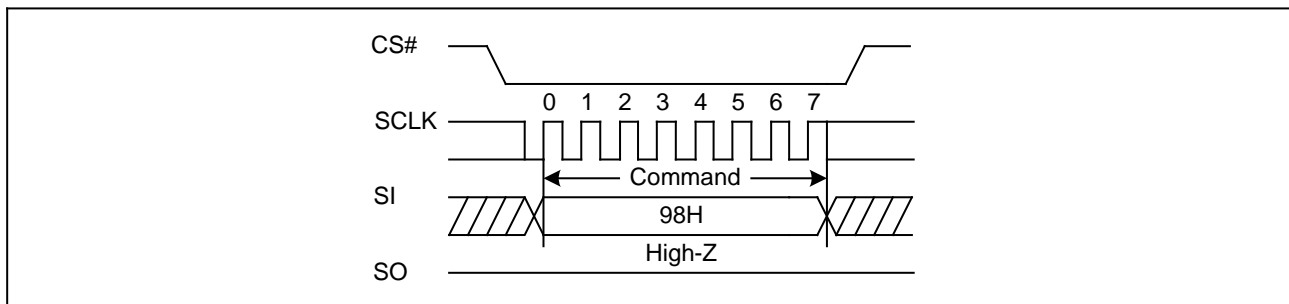 CS#
0 1 2 3 4 5 6 7
SCLK
Command
SI
98H
High-Z
SO